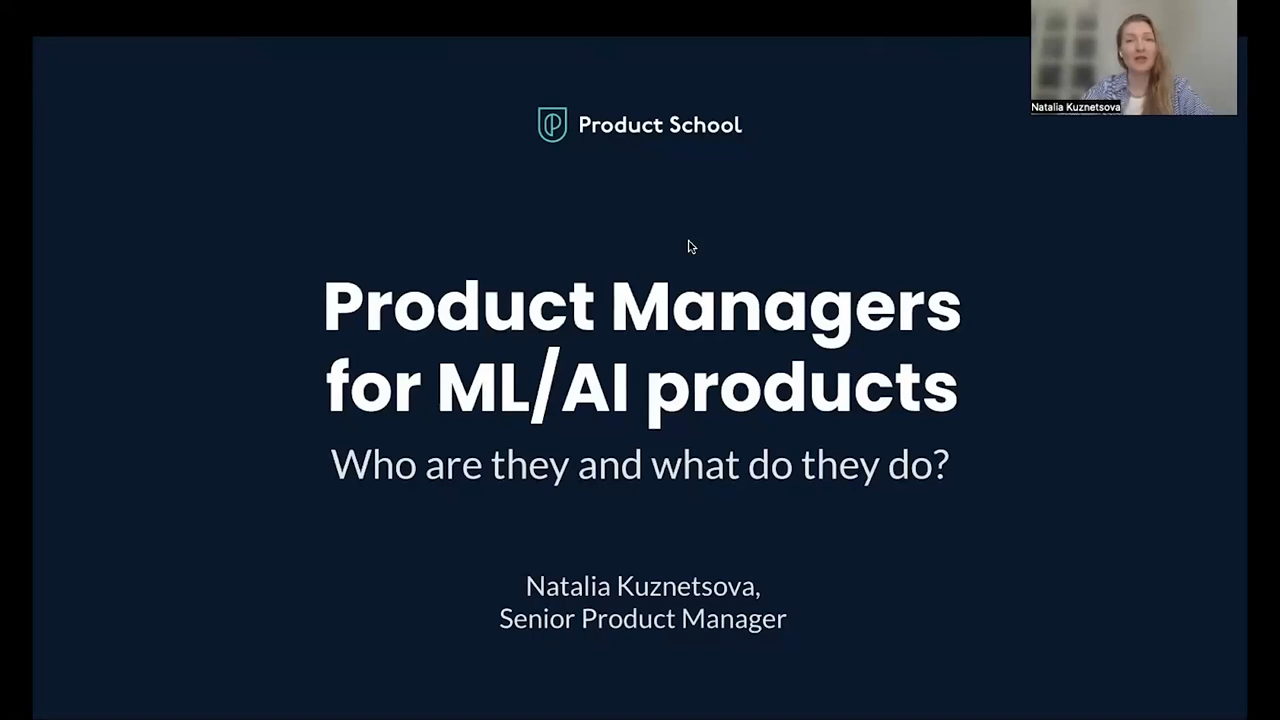 Natalia Kuznetsova
Product School
Product Managers
for ML/AI products
Who are they and what do they do?
Natalia Kuznetsova,
Senior Product Manager